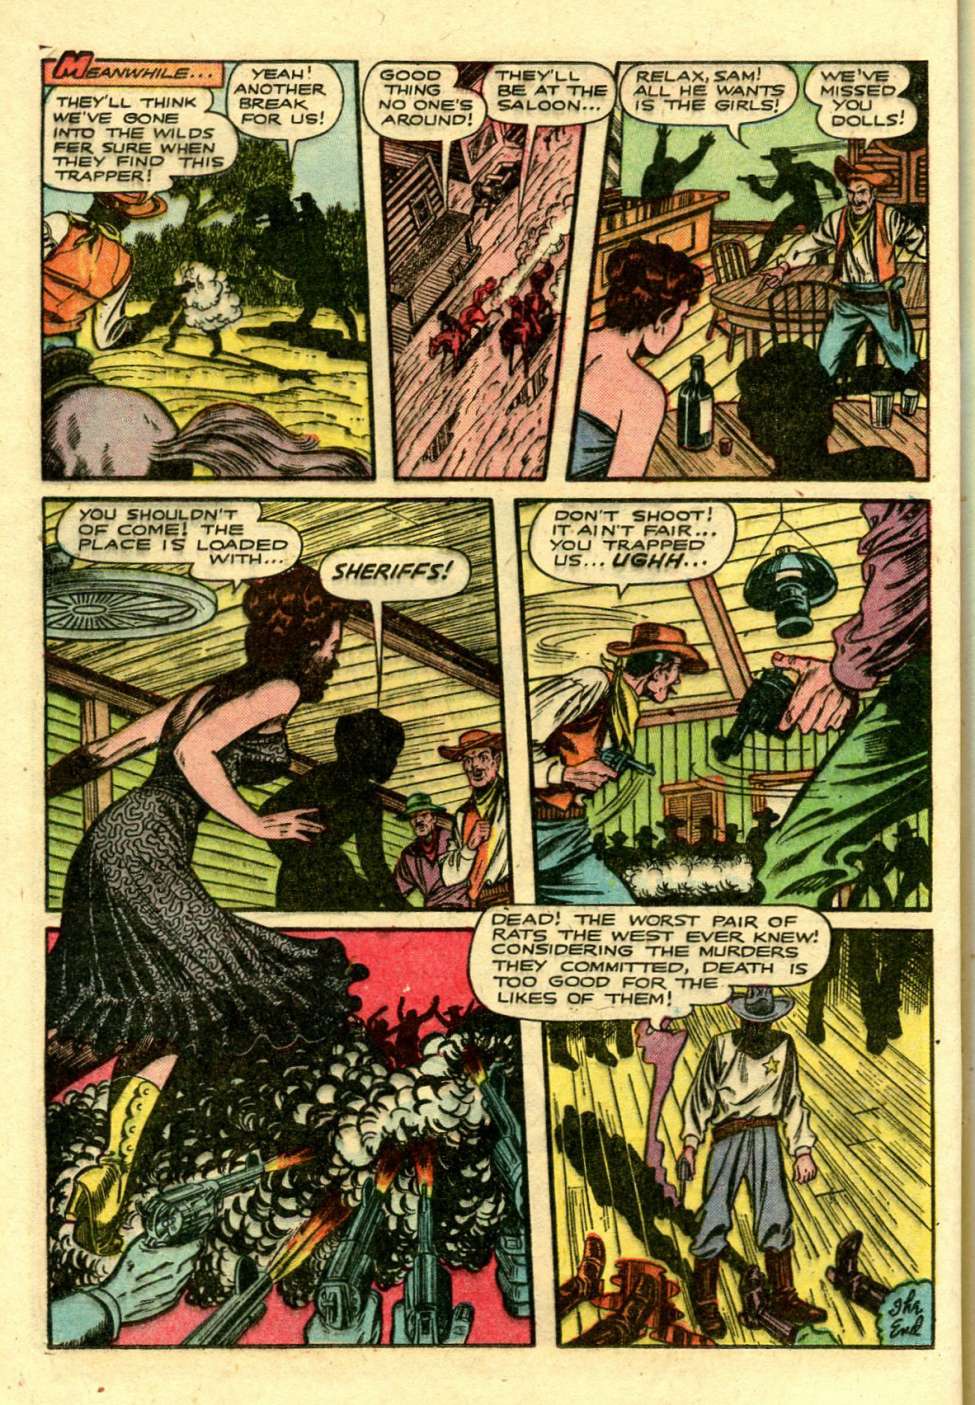 MEANWHILE...
THEY'LL THINK
WE'VE GONE
INTO THE WILDS
FER SURE WHEN
THEY FIND THIS
TRAPPER!
YEAH!
ANOTHER
BREAK
FOR US!
GOOD
THING
NO ONE'S
AROUND!
THEY'LL
BE AT THE
SALOON...
RELAX, SAM!
ALL HE WANTS
IS THE GIRLS!
WE'VE
MISSED
YOU
DOLLS!
YOU SHOULDN'T
OF COME! THE
PLACE IS LOADED
WITH...
SHERIFFS!
DON'T SHOOT!
IT AIN'T FAIR...
YOU TRAPPED
US... UGHH...
DEAD! THE WORST PAIR OF
RATS THE WEST EVER KNEW!
CONSIDERING THE MURDERS
THEY COMMITTED, DEATH IS
TOO GOOD FOR THE
LIKES OF THEM!
The
End